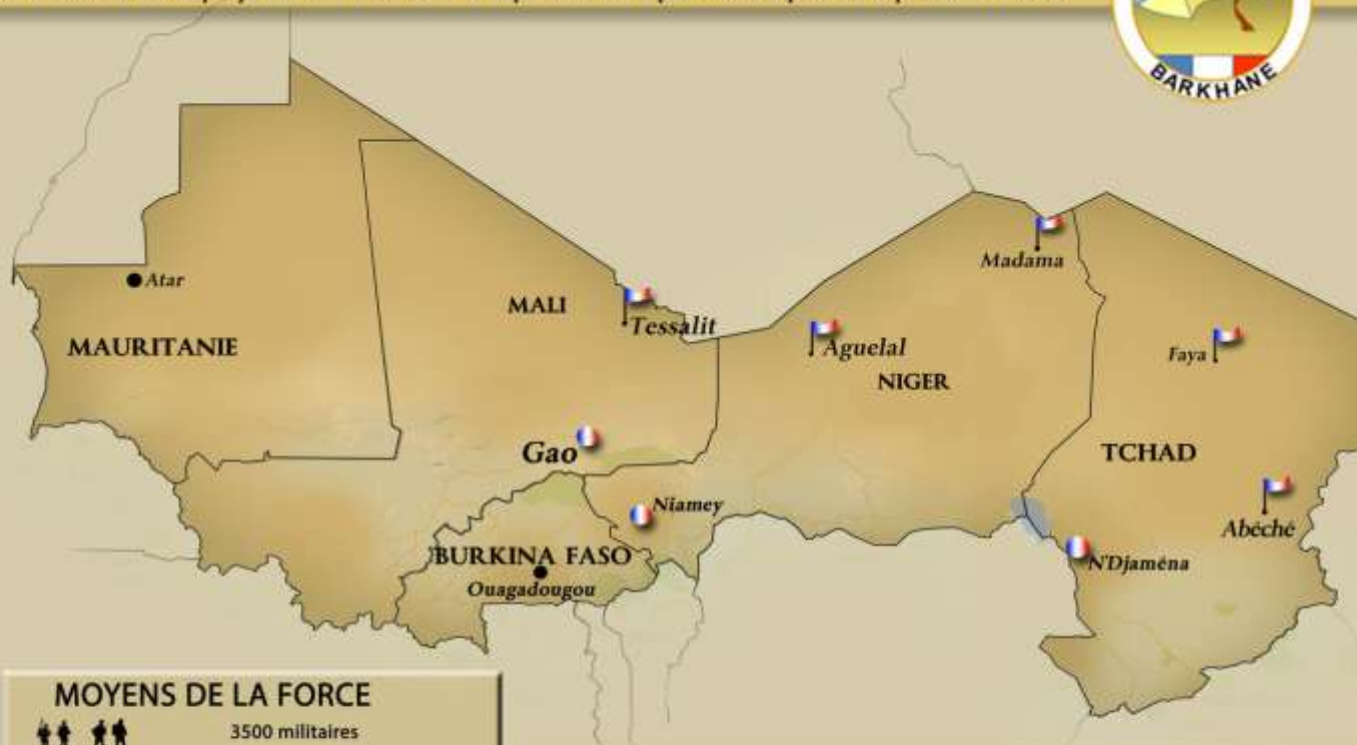 BARKHANE
Madama
Atar
MALI
Tessalit
MAURITANIE
Aguelal
Faya
NIGER
Gao
TCHAD
Niamey
Abéché
BURKINA FASO
N'Djaména
Ouagadougou
MOYENS DE LA FORCE
3500 militaires